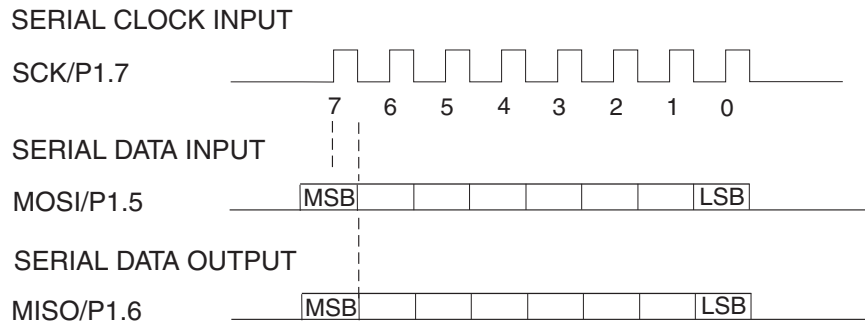 SERIAL CLOCK INPUT
SCK/P1.7
7 6 5 4 3 2 1 0
SERIAL DATA INPUT
MOSI/P1.5 MSB LSB
SERIAL DATA OUTPUT
MISO/P1.6 MSB LSB